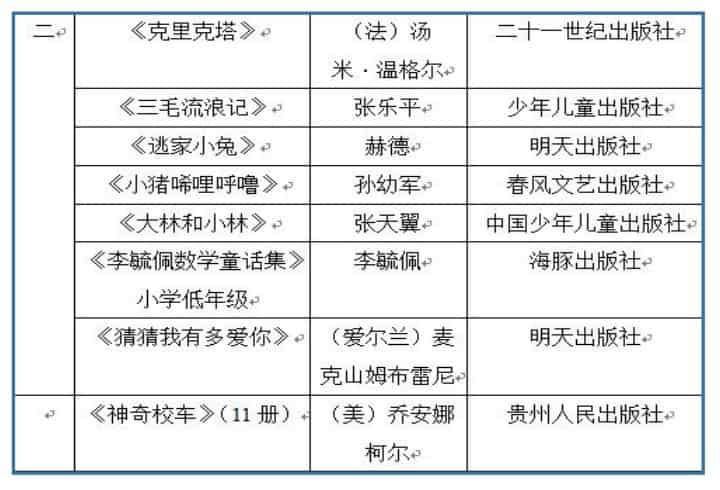 二 《克里克塔》 （法）汤 二十一世纪出版社
米·温格尔
《三毛流浪记》 张乐平 少年儿童出版社
《逃家小兔》 赫德 明天出版社
《小猪唏哩呼噜》 孙幼军 春风文艺出版社
《大林和小林》 张天翼 中国少年儿童出版社
《李毓佩数学童话集》 李毓佩 海豚出版社
小学低年级
《猜猜我有多爱你》 （爱尔兰）麦 明天出版社
克山姆布雷尼
《神奇校车》（11 册） （美）乔安娜 贵州人民出版社
柯尔